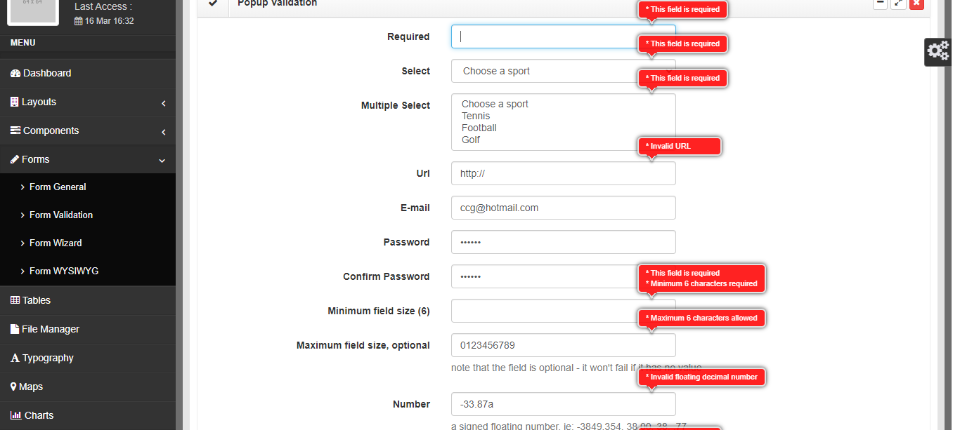 Last Access :
16 Mar 16:32
MENU
Dashboard
Layouts
Components
Forms
Form General
Form Validation
Form Wizard
Form WYSIWYG
Tables
File Manager
Typography
Maps
Charts
Popup Validation
* This field is required
Required
* This field is required
Select
Choose a sport
* This field is required
Multiple Select
Choose a sport
Tennis
Football
Golf
* Invalid URL
Url
http://
E-mail
ccg@hotmail.com
Password
••••••
Confirm Password
••••••
* This field is required
* Minimum 6 characters required
Minimum field size (6)
* Maximum 6 characters allowed
Maximum field size, optional
0123456789
note that the field is optional - it won't fail if it has no value
* Invalid floating decimal number
Number
-33.87a
a signed floating number, ie: -3849.354, 38.00, 38, .77